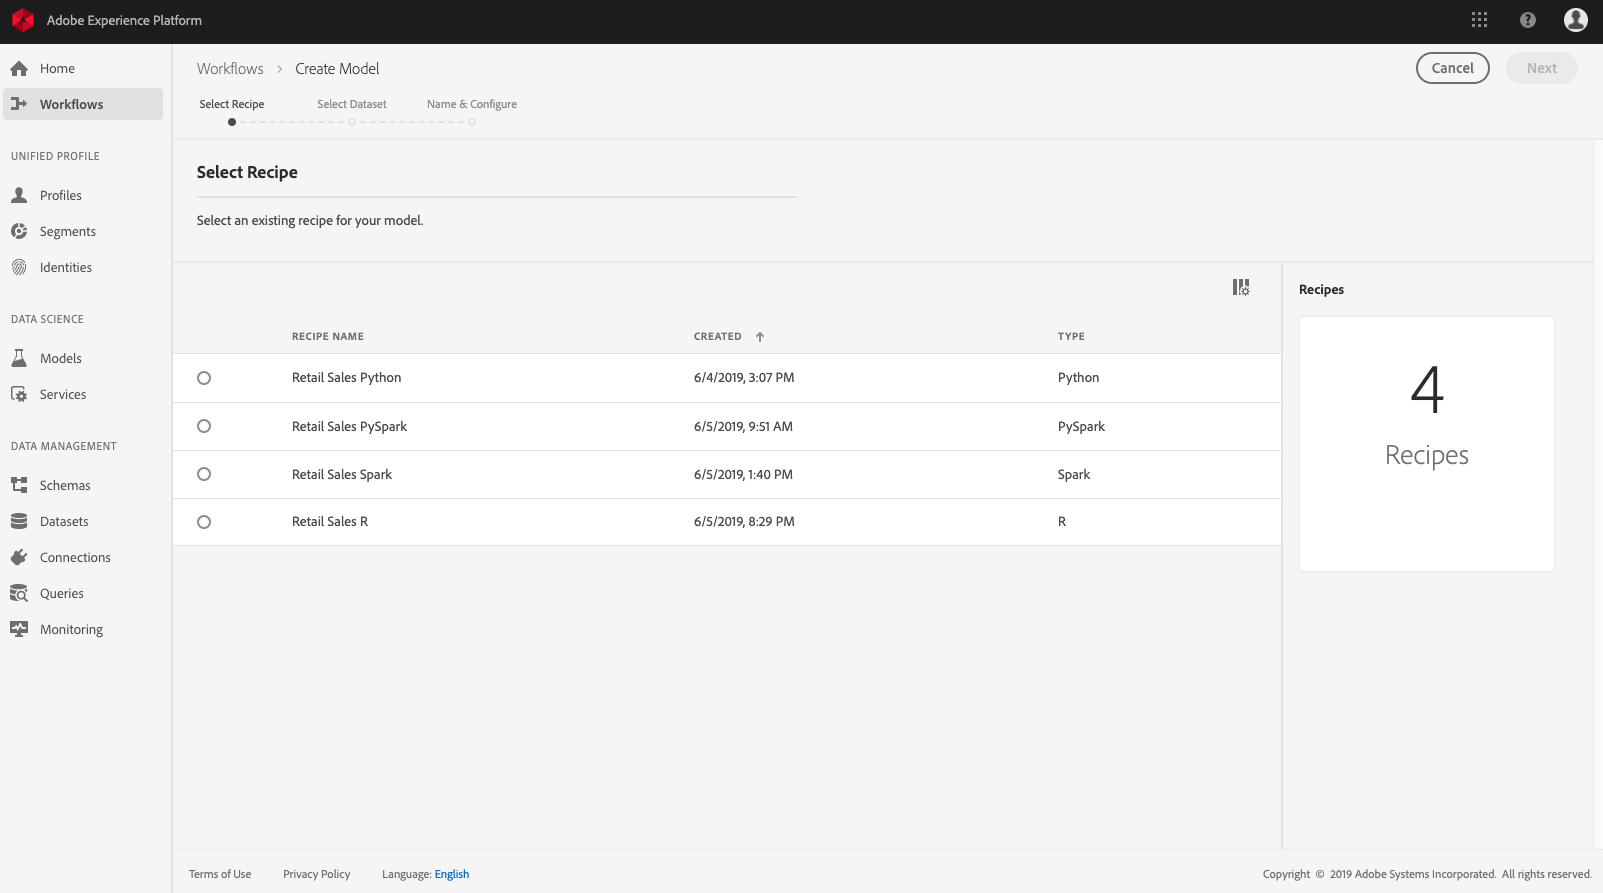 Adobe Experience Platform
Home
Workflows
UNIFIED PROFILE
Profiles
Segments
Identities
DATA SCIENCE
Models
Services
DATA MANAGEMENT
Schemas
Datasets
Connections
Queries
Monitoring
Workflows > Create Model
Cancel
Next
Select Recipe Select Dataset Name & Configure
Select Recipe
Select an existing recipe for your model.
RECIPE NAME CREATED ↑ TYPE
Retail Sales Python 6/4/2019, 3:07 PM Python
Retail Sales PySpark 6/5/2019, 9:51 AM PySpark
Retail Sales Spark 6/5/2019, 1:40 PM Spark
Retail Sales R 6/5/2019, 8:29 PM R
Recipes
4
Recipes
Terms of Use Privacy Policy Language: English
Copyright © 2019 Adobe Systems Incorporated. All rights reserved.